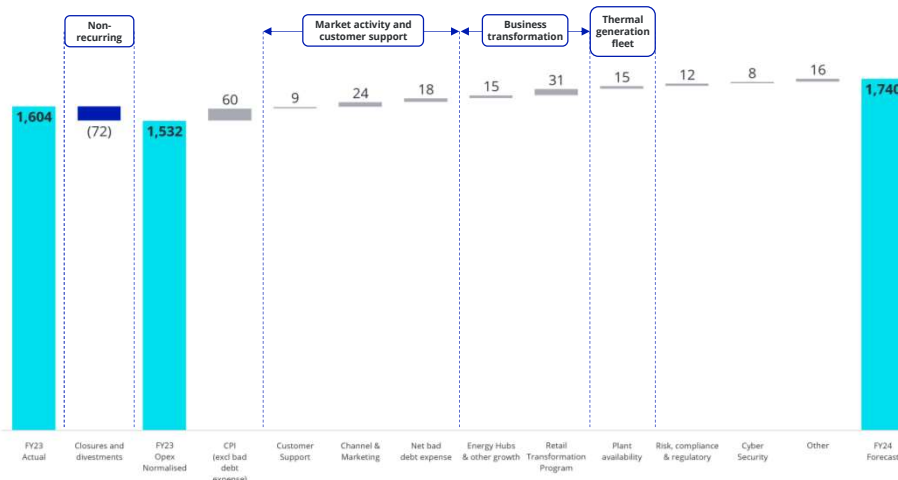 Non-
recurring
Market activity and
customer support
Business
transformation
Thermal
generation
fleet
1,604
(72)
1,532
60
9
24
18
15
31
15
12
8
16
1,740
FY23
Actual
Closures and
divestments
FY23
Opex
Normalised
CPI
(excl bad
debt
expense)
Customer
Support
Channel &
Marketing
Net bad
debt expense
Energy Hubs
& other growth
Retail
Transformation
Program
Plant
availability
Risk, compliance
& regulatory
Cyber
Security
Other
FY24
Forecast